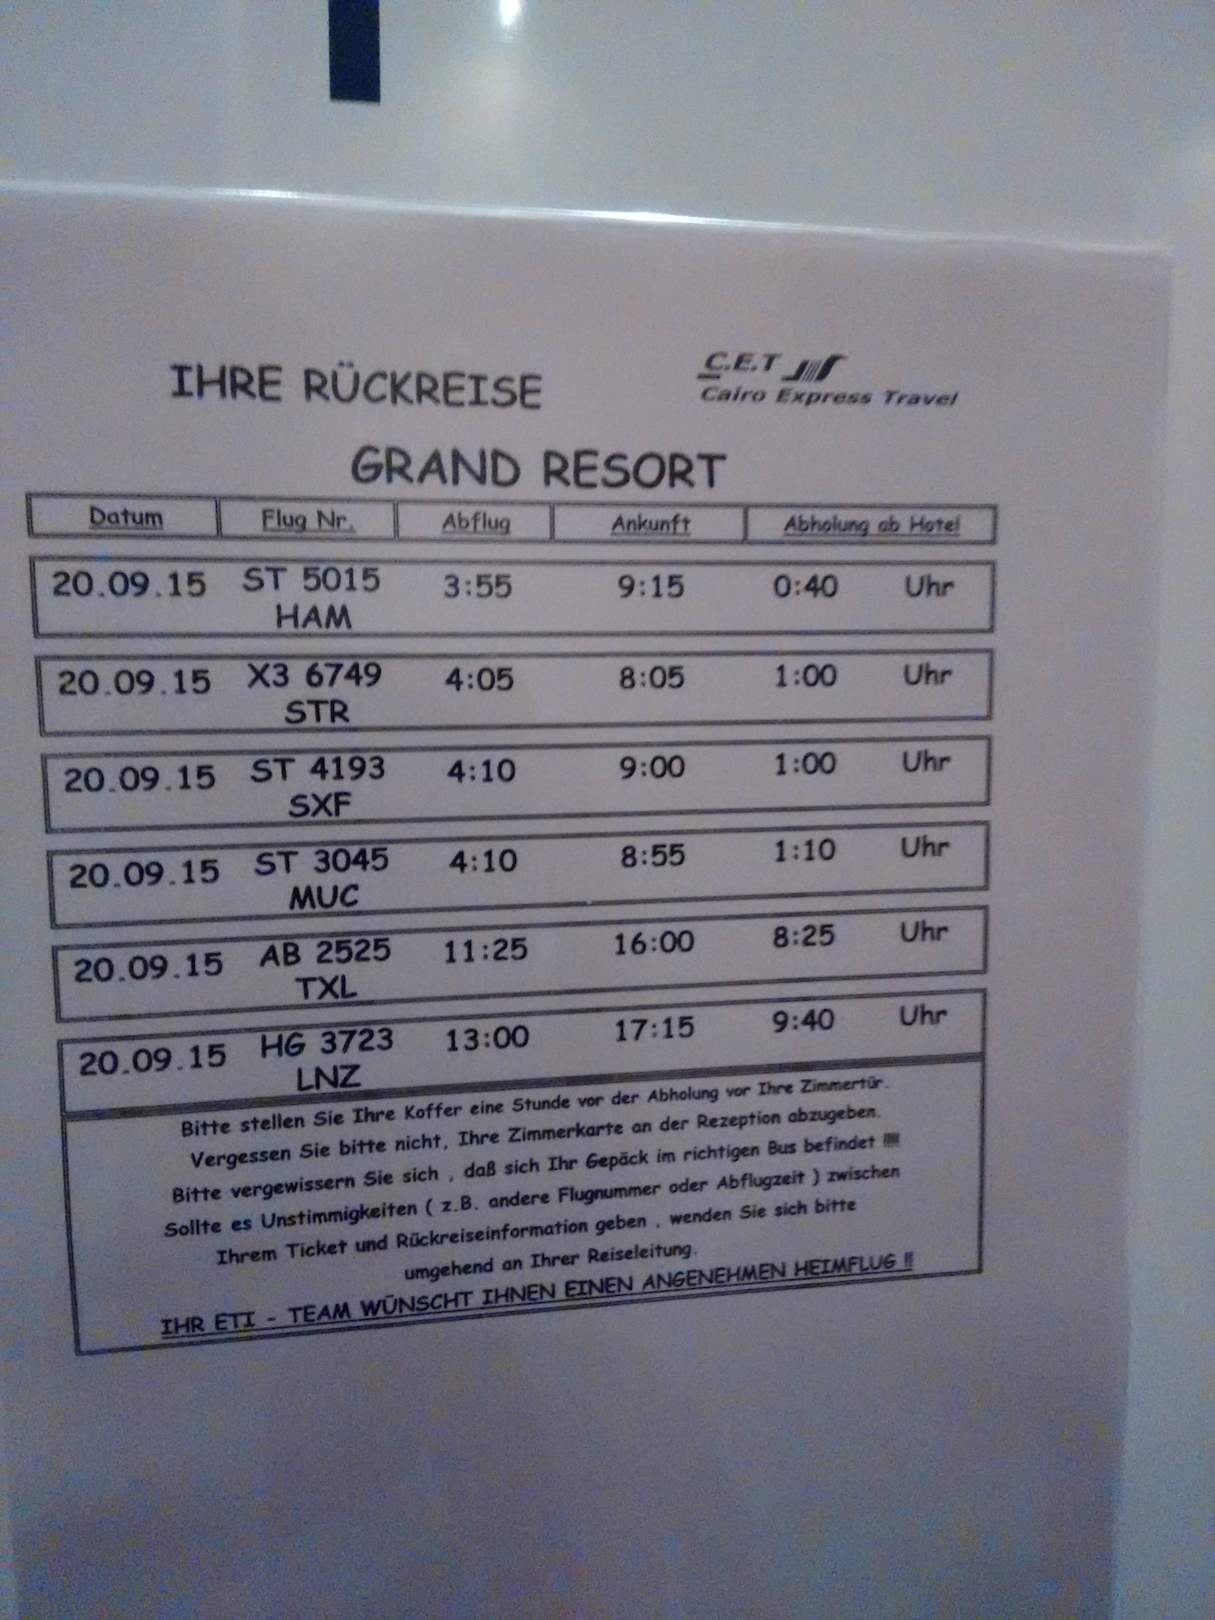 IHRE RÜCKREISE
C.E.T
Cairo Express Travel
GRAND RESORT
Datum Flug Nr. Abflug Ankunft Abholung ab Hotel
20.09.15 ST 5015 3:55 9:15 0:40 Uhr
HAM
20.09.15 X3 6749 4:05 8:05 1:00 Uhr
STR
20.09.15 ST 4193 4:10 9:00 1:00 Uhr
SXF
20.09.15 ST 3045 4:10 8:55 1:10 Uhr
MUC
20.09.15 AB 2525 11:25 16:00 8:25 Uhr
TXL
20.09.15 HG 3723 13:00 17:15 9:40 Uhr
LNZ
Bitte stellen Sie Ihre Koffer eine Stunde vor der Abholung vor Ihre Zimmertür.
Vergessen Sie bitte nicht, Ihre Zimmerkarte an der Rezeption abzugeben.
Bitte vergewissern Sie sich , daß sich Ihr Gepäck im richtigen Bus befindet !!!!!
Sollte es Unstimmigkeiten ( z.B. andere Flugnummer oder Abflugzeit ) zwischen
Ihrem Ticket und Rückreiseinformation geben , wenden Sie sich bitte
umgehend an Ihrer Reiseleitung.
IHR ETI - TEAM WÜNSCHT IHNEN EINEN ANGENEHMEN HEIMFLUG !!